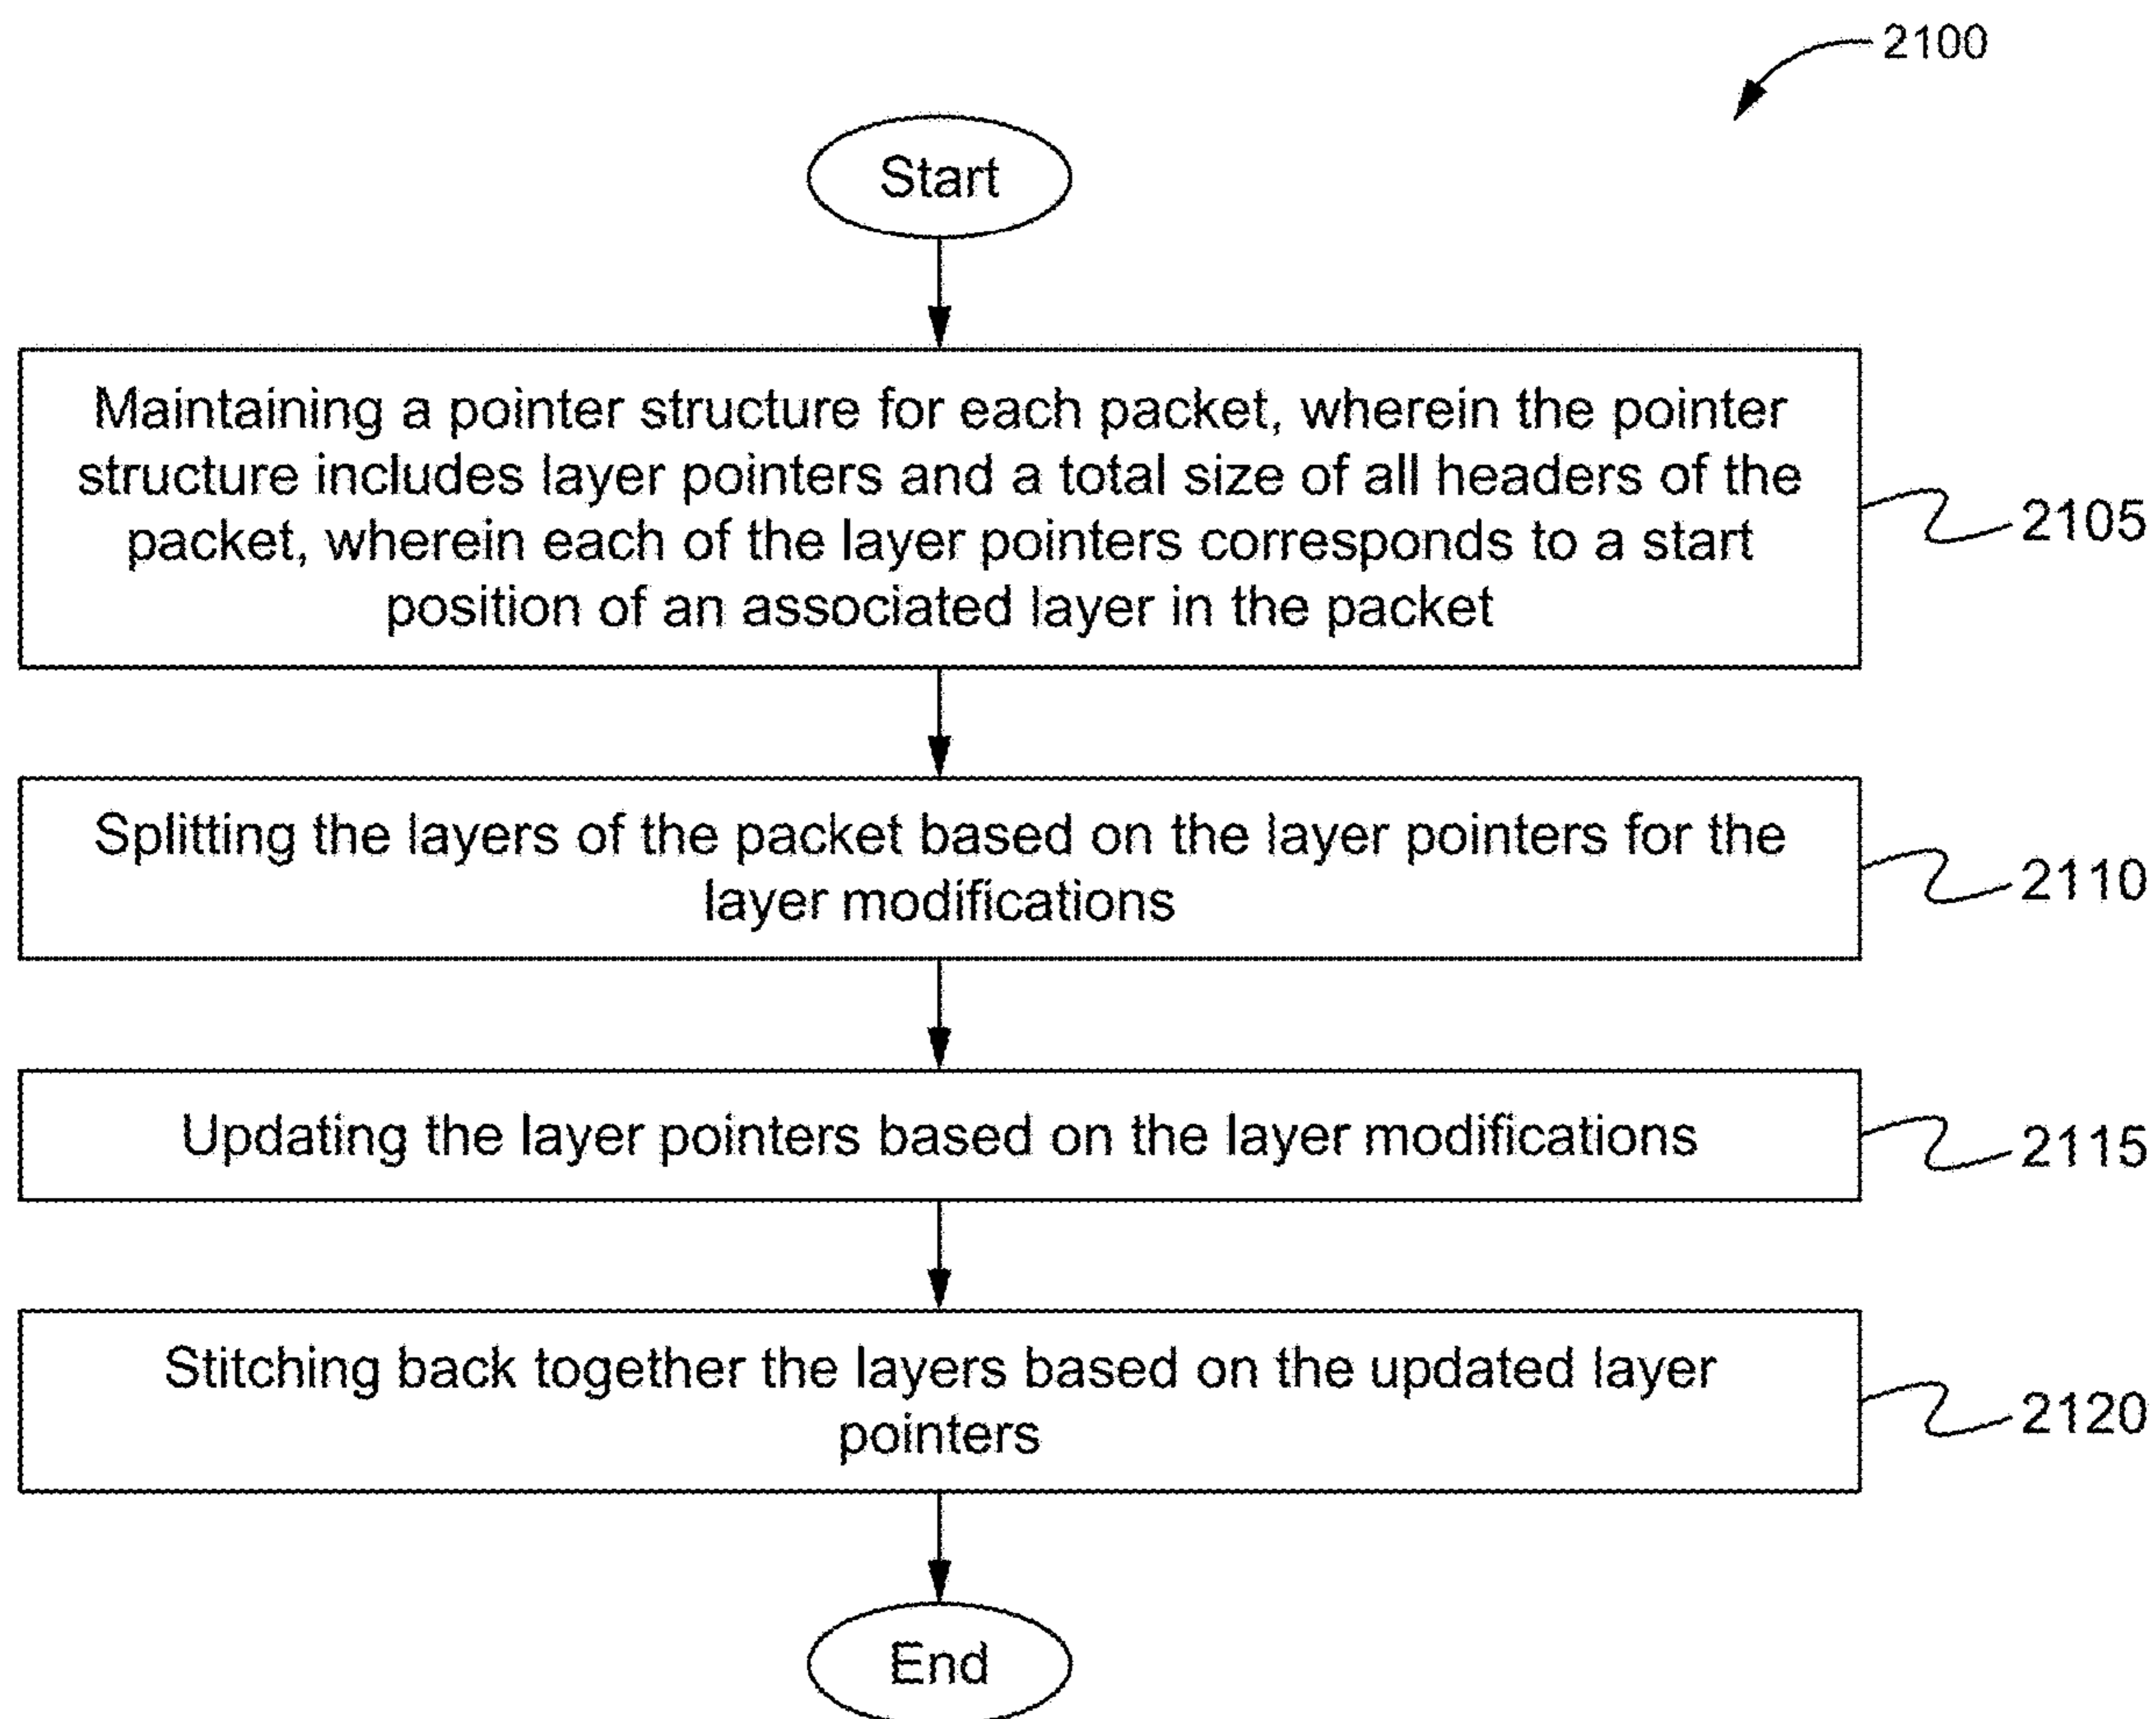 2100
Start
Maintaining a pointer structure for each packet, wherein the pointer
structure includes layer pointers and a total size of all headers of the
packet, wherein each of the layer pointers corresponds to a start
position of an associated layer in the packet
2105
Splitting the layers of the packet based on the layer pointers for the
layer modifications
2110
Updating the layer pointers based on the layer modifications
2115
Stitching back together the layers based on the updated layer
pointers
2120
End